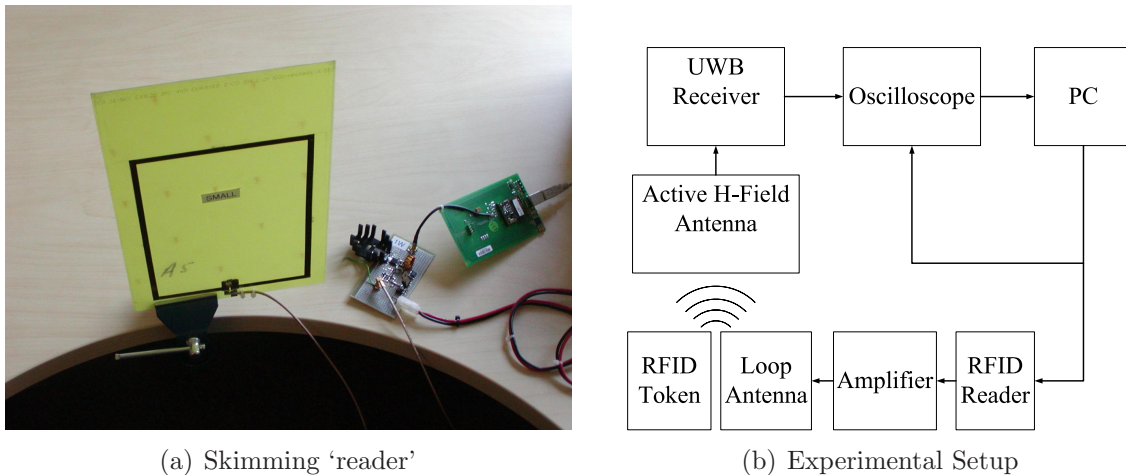 SMALL
A5
1W
UWB
Receiver
Oscilloscope
PC
Active H-Field
Antenna
RFID
Token
Loop
Antenna
Amplifier
RFID
Reader
(a) Skimming ‘reader’
(b) Experimental Setup